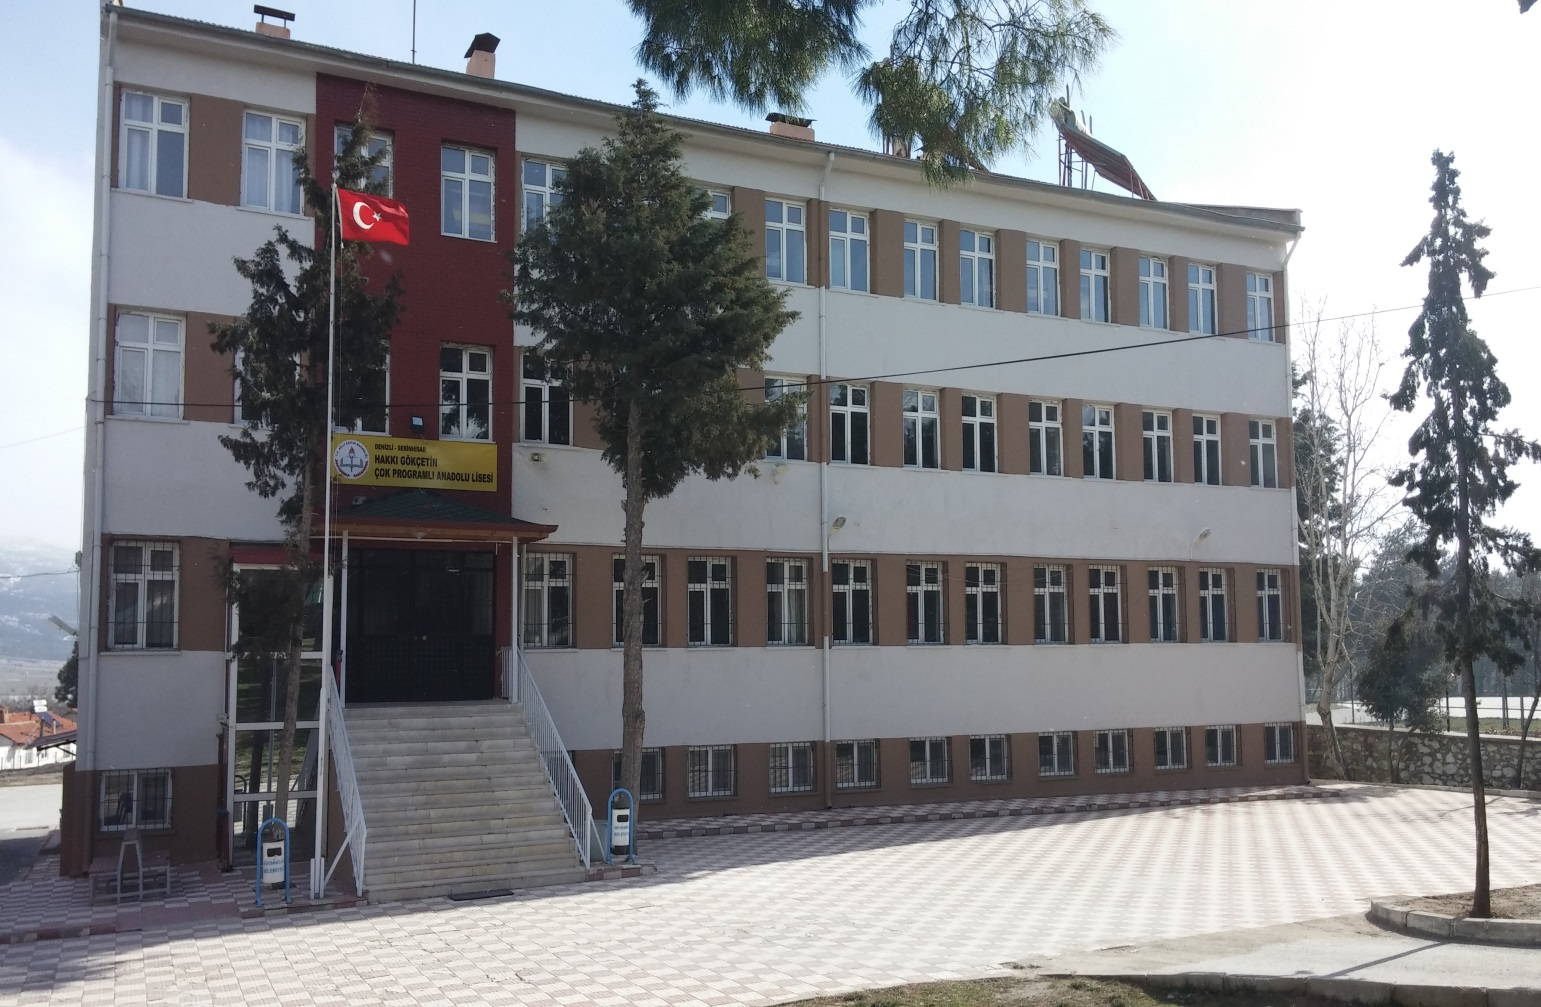 DENİZLİ - SERİNHİSAR
HAKKI GÖKÇETİN
ÇOK PROGRAMLI ANADOLU LİSESİ